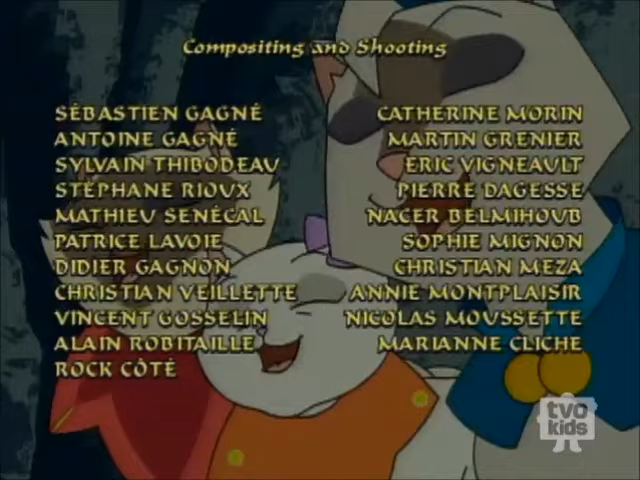 Compositing and Shooting
SÉBASTIEN GAGNÉ
ANTOINE GAGNÉ
SYLVAIN THIBODEAU
STÉPHANE RIOUX
MATHIEU SENÉCAL
PATRICE LAVOIE
DIDIER GAGNON
CHRISTIAN VEILLETTE
VINCENT GOSSELIN
ALAIN ROBITAILLE
ROCK CÔTÉ
CATHERINE MORIN
MARTIN GRENIER
ERIC VIGNEAULT
PIERRE DAGESSE
NACER BELMIHOUB
SOPHIE MIGNON
CHRISTIAN MEZA
ANNIE MONTPLAISIR
NICOLAS MOUSSETTE
MARIANNE CLICHE
tvo
kids